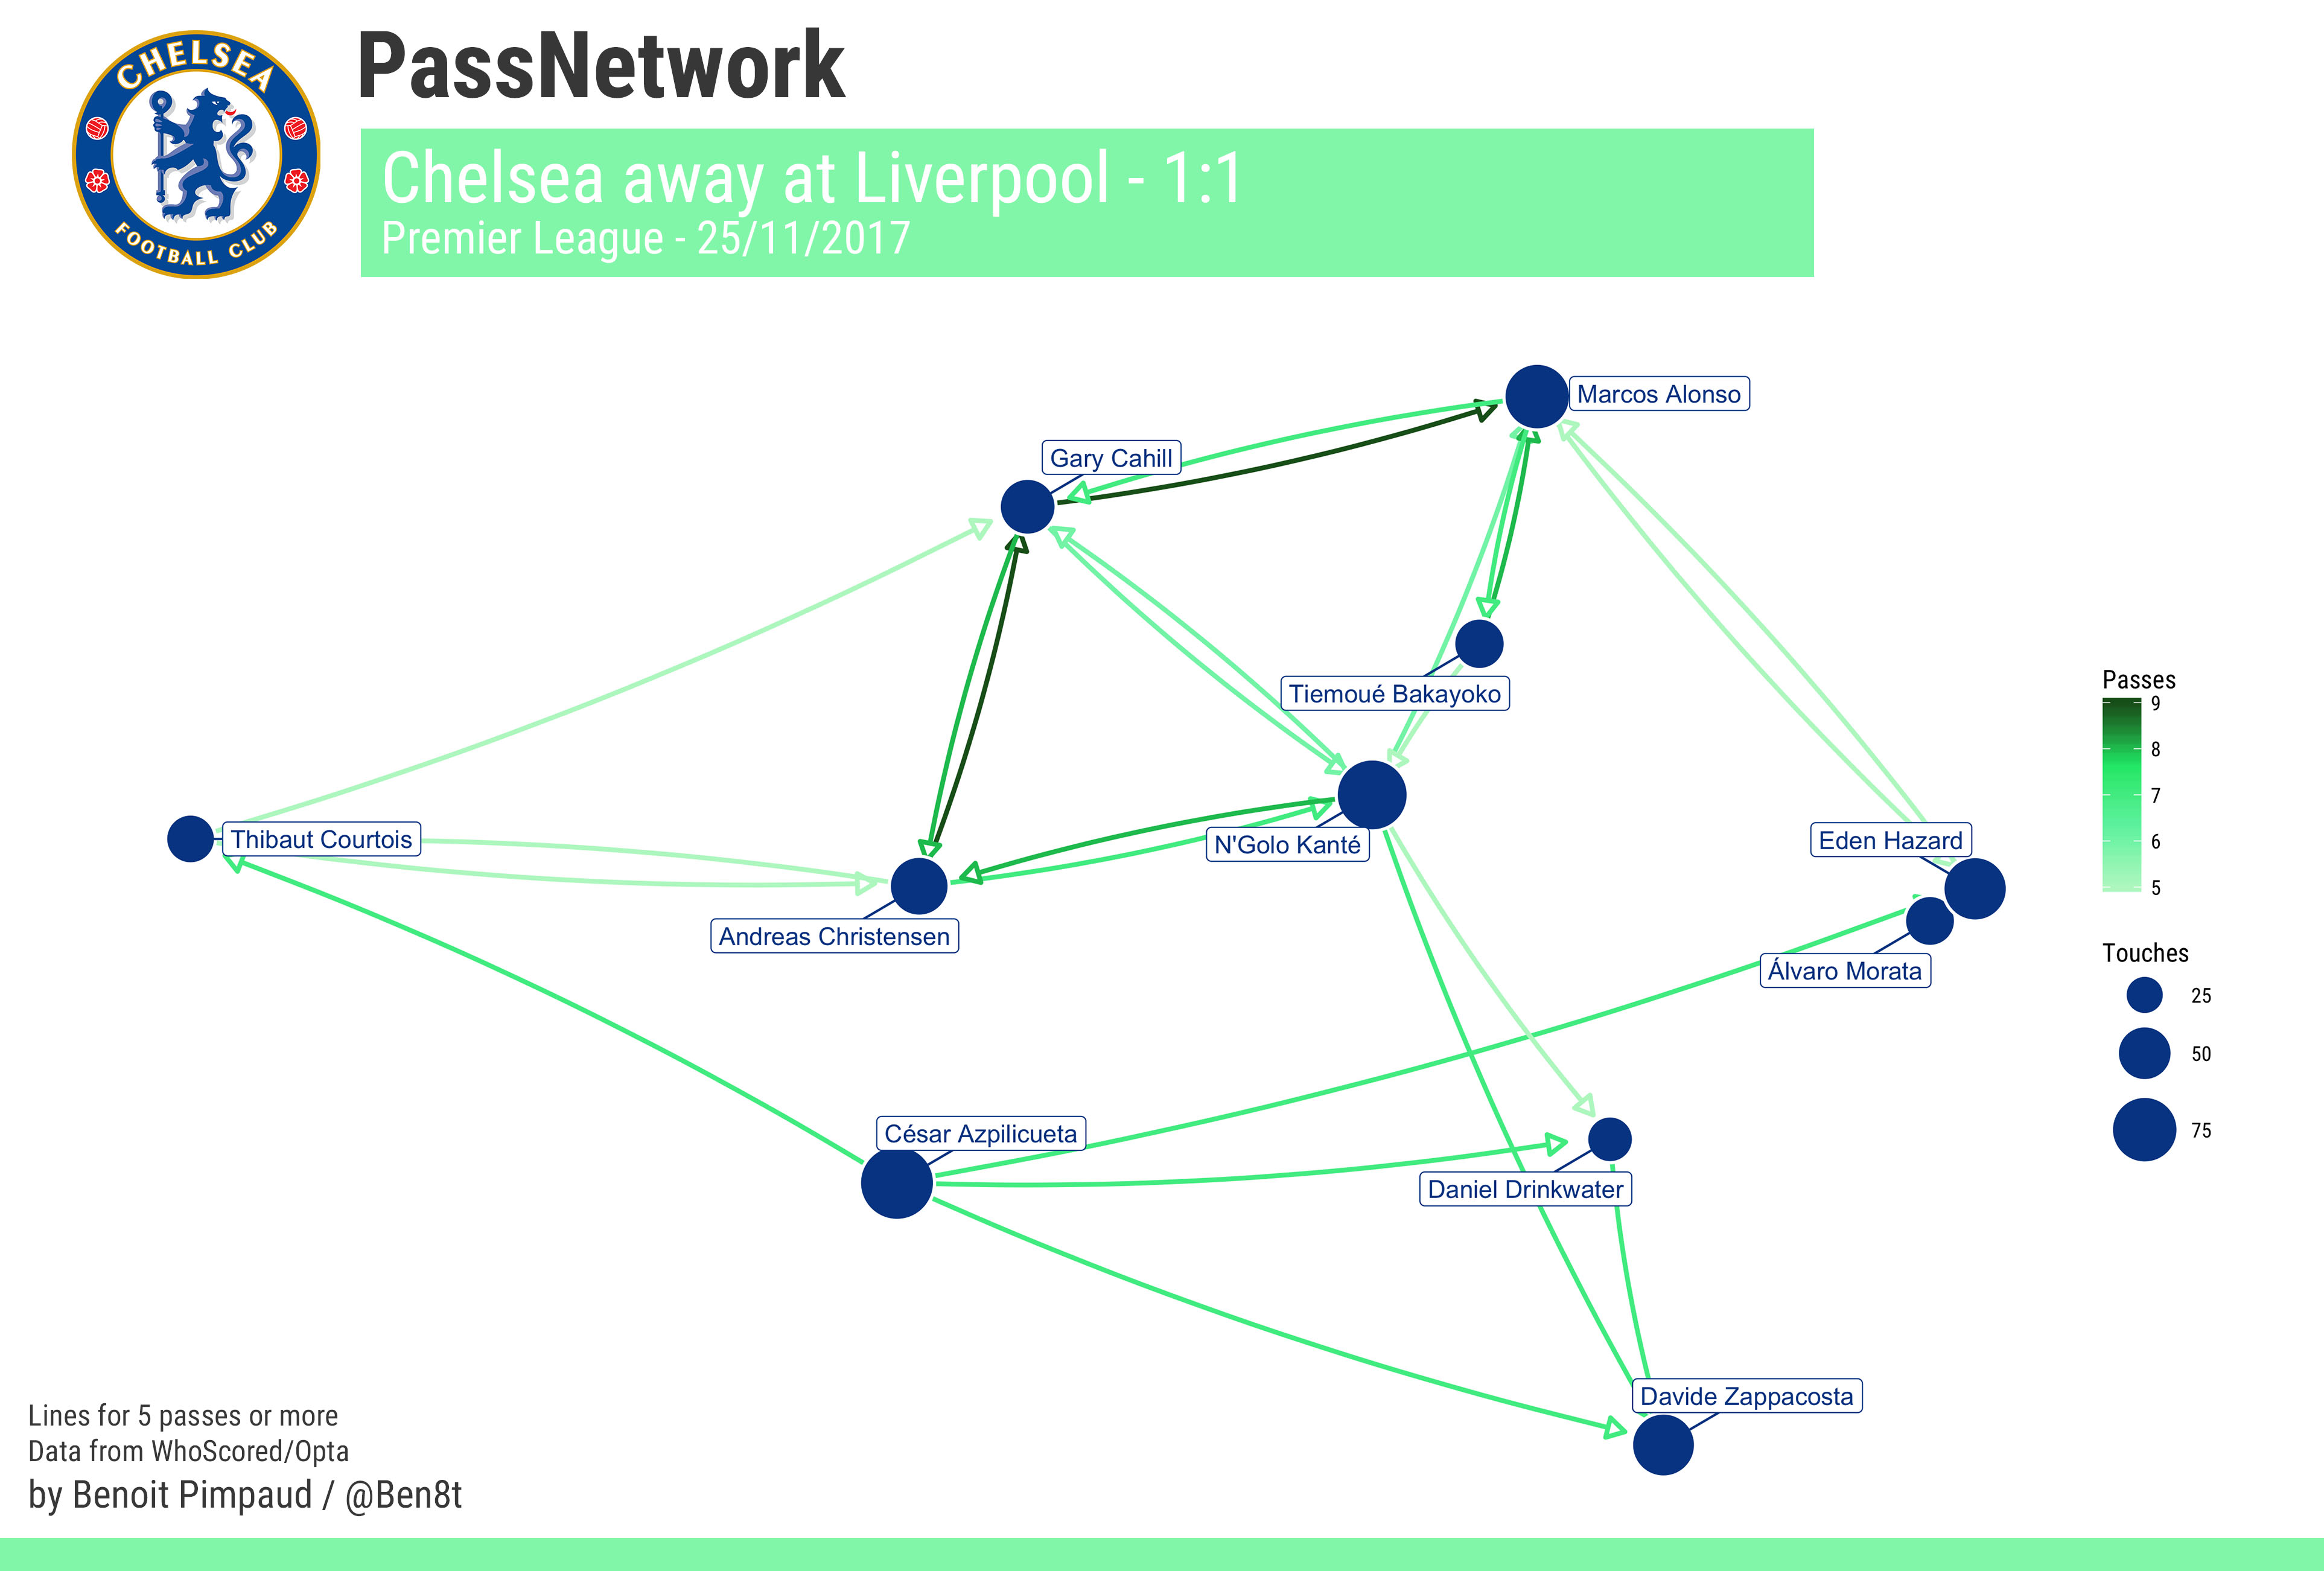 CHELSEA
FOOTBALL CLUB
PassNetwork
Chelsea away at Liverpool - 1:1
Premier League - 25/11/2017
Marcos Alonso
Gary Cahill
Tiemoué Bakayoko
Thibaut Courtois
N'Golo Kanté
Eden Hazard
Andreas Christensen
Álvaro Morata
César Azpilicueta
Daniel Drinkwater
Davide Zappacosta
Passes
9
8
7
6
5
Touches
25
50
75
Lines for 5 passes or more
Data from WhoScored/Opta
by Benoit Pimpaud / @Ben8t